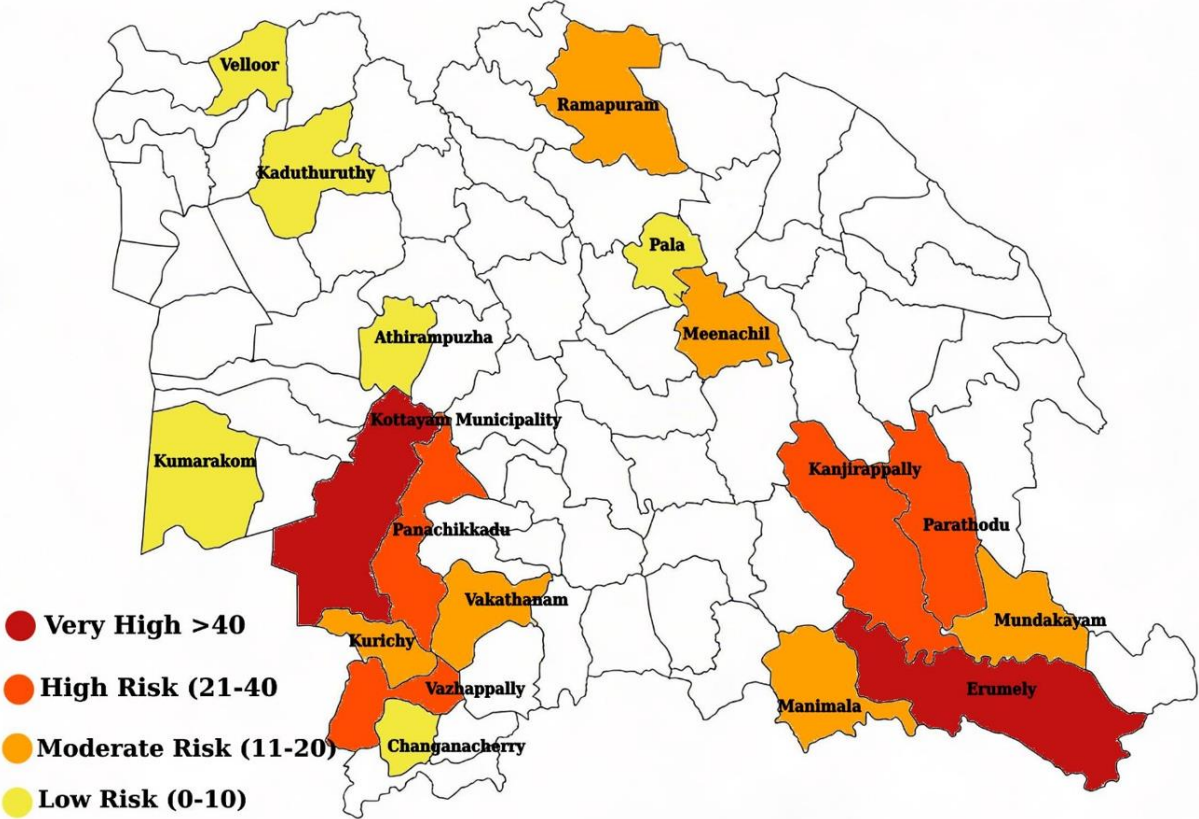 Velloor
Ramapuram
Kaduthuruthy
Pala
Meenachil
Athirampuzha
Kottayam Municipality
Kumarakom
Kanjirappally
Parathodu
Panachikkadu
Vakathanam
Mundakayam
Kurichy
Vazhappally
Erumely
Manimala
Changanacherry
Very High >40
High Risk (21-40
Moderate Risk (11-20)
Low Risk (0-10)